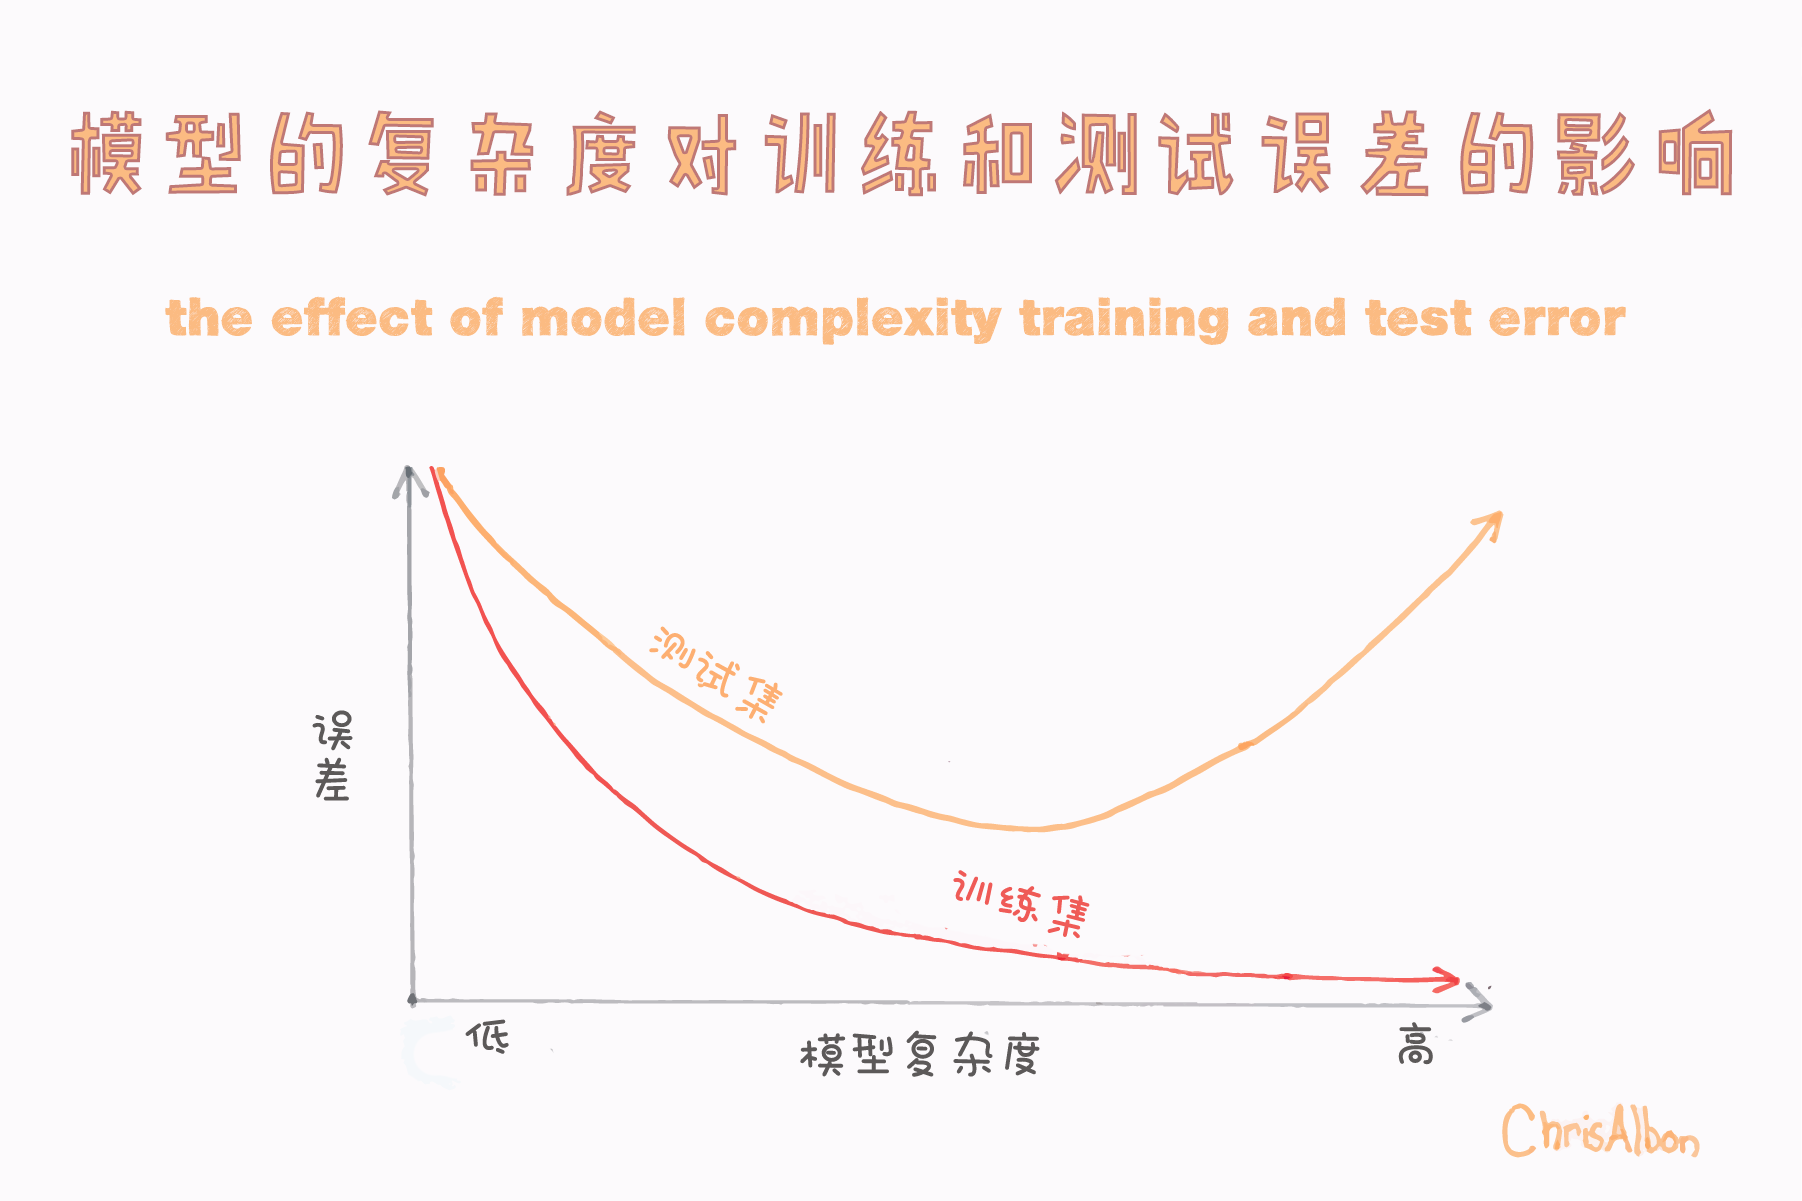 模型的复杂度对训练和测试误差的影响
the effect of model complexity training and test error
测试集
误差
训练集
低
模型复杂度
高
ChrisAlbon